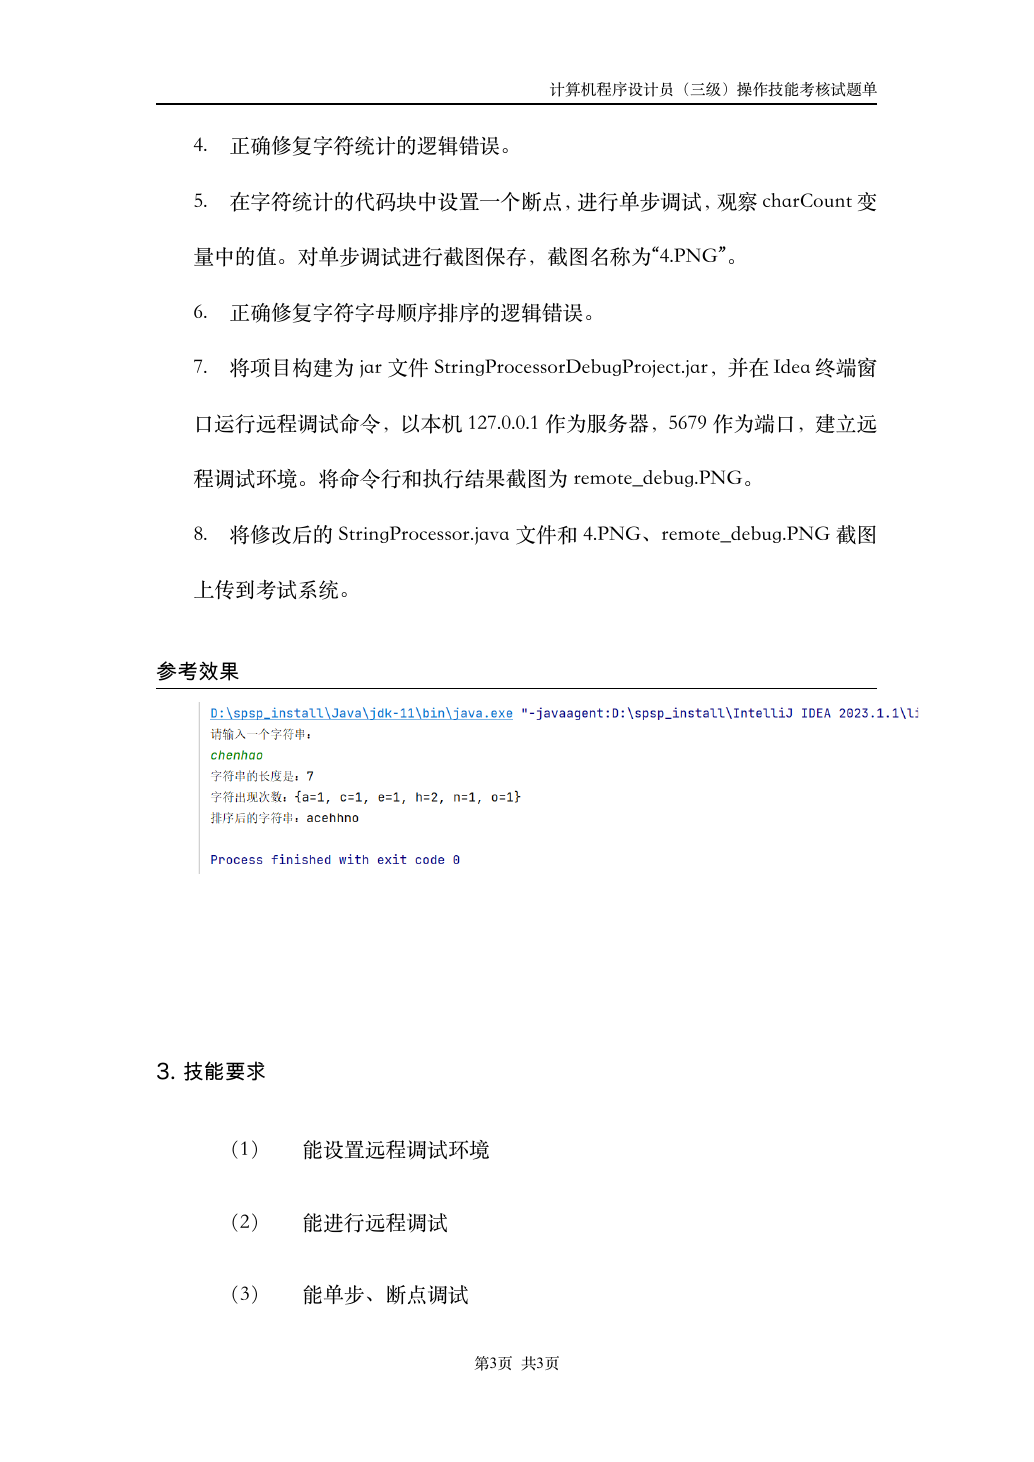 计算机程序设计员（三级）操作技能考核试题单
4. 正确修复字符统计的逻辑错误。
5. 在字符统计的代码块中设置一个断点，进行单步调试，观察 charCount 变
量中的值。对单步调试进行截图保存，截图名称为“4.PNG”。
6. 正确修复字符字母顺序排序的逻辑错误。
7. 将项目构建为 jar 文件 StringProcessorDebugProject.jar，并在 Idea 终端窗
口运行远程调试命令，以本机 127.0.0.1 作为服务器，5679 作为端口，建立远
程调试环境。将命令行和执行结果截图为 remote_debug.PNG。
8. 将修改后的 StringProcessor.java 文件和 4.PNG、remote_debug.PNG 截图
上传到考试系统。
参考效果
D:\spsp_install\Java\jdk-11\bin\java.exe "-javaagent:D:\spsp_install\IntelliJ IDEA 2023.1.1\li
请输入一个字符串：
chenhao
字符串的长度是：7
字符出现次数：{a=1, c=1, e=1, h=2, n=1, o=1}
排序后的字符串：acehhno
Process finished with exit code 0
3. 技能要求
（1） 能设置远程调试环境
（2） 能进行远程调试
（3） 能单步、断点调试
第3页 共3页